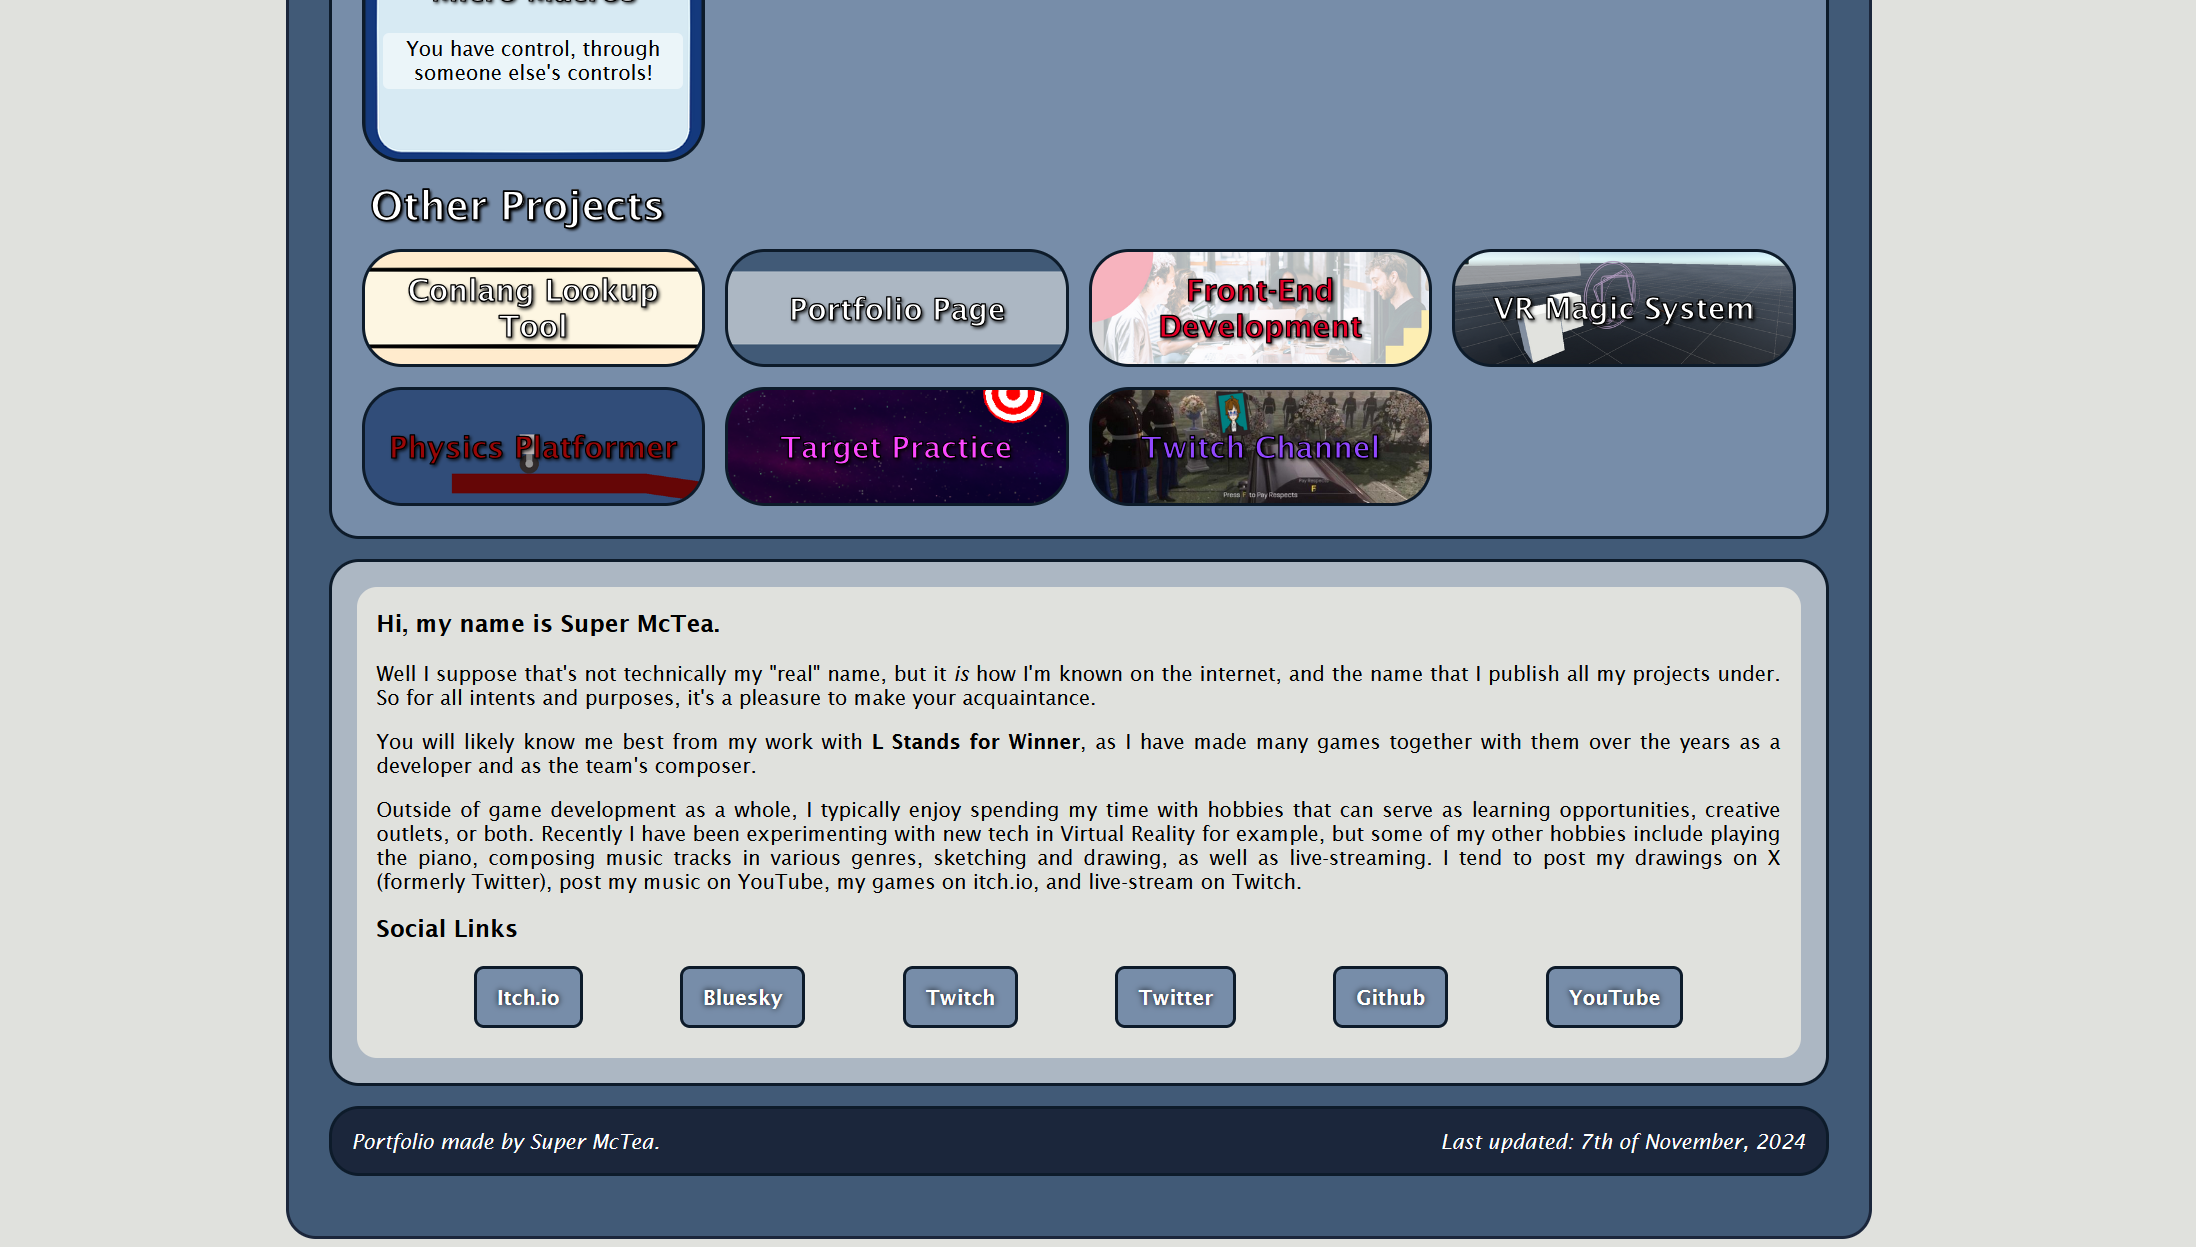 Micro Macros
You have control, through
someone else's controls!
Other Projects
Conlang Lookup
Tool
Portfolio Page
Front-End
Development
VR Magic System
Physics Platformer
Target Practice
Twitch Channel
Press F to Pay Respects
Pay Respects
F
Hi, my name is Super McTea.
Well I suppose that's not technically my "real" name, but it is how I'm known on the internet, and the name that I publish all my projects under.
So for all intents and purposes, it's a pleasure to make your acquaintance.
You will likely know me best from my work with L Stands for Winner, as I have made many games together with them over the years as a
developer and as the team's composer.
Outside of game development as a whole, I typically enjoy spending my time with hobbies that can serve as learning opportunities, creative
outlets, or both. Recently I have been experimenting with new tech in Virtual Reality for example, but some of my other hobbies include playing
the piano, composing music tracks in various genres, sketching and drawing, as well as live-streaming. I tend to post my drawings on X
(formerly Twitter), post my music on YouTube, my games on itch.io, and live-stream on Twitch.
Social Links
Itch.io
Bluesky
Twitch
Twitter
Github
YouTube
Portfolio made by Super McTea.
Last updated: 7th of November, 2024